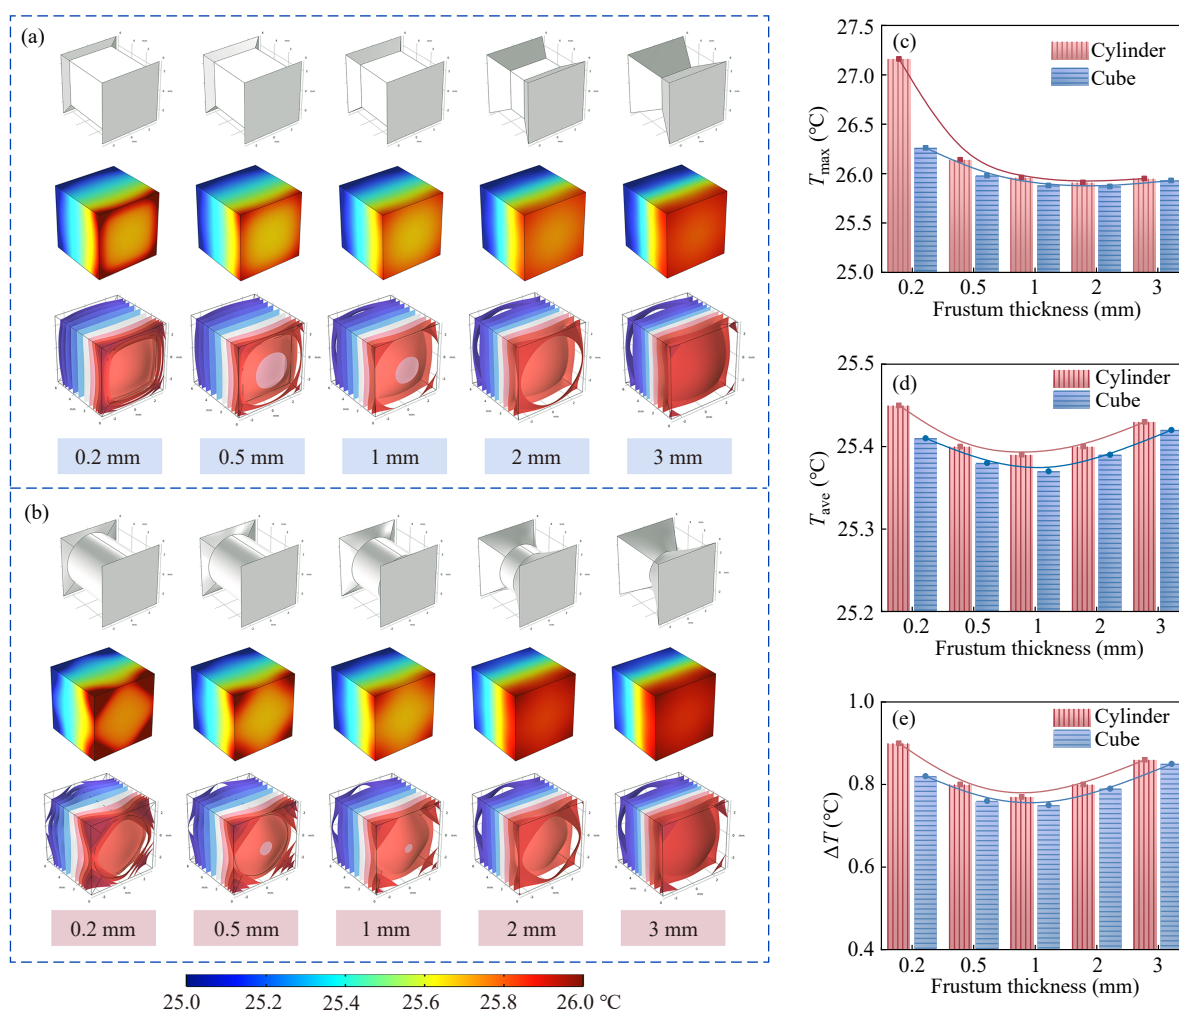 (a)
0.2 mm
0.5 mm
1 mm
2 mm
3 mm
(b)
0.2 mm
0.5 mm
1 mm
2 mm
3 mm
25.0
25.2
25.4
25.6
25.8
26.0 °C
(c)
Cylinder
Cube
27.5
27.0
26.5
26.0
25.5
25.0
T_max (°C)
0.2
0.5
1
2
3
Frustum thickness (mm)
(d)
Cylinder
Cube
25.5
25.4
25.3
25.2
T_ave (°C)
0.2
0.5
1
2
3
Frustum thickness (mm)
(e)
Cylinder
Cube
1.0
0.8
0.6
0.4
ΔT (°C)
0.2
0.5
1
2
3
Frustum thickness (mm)